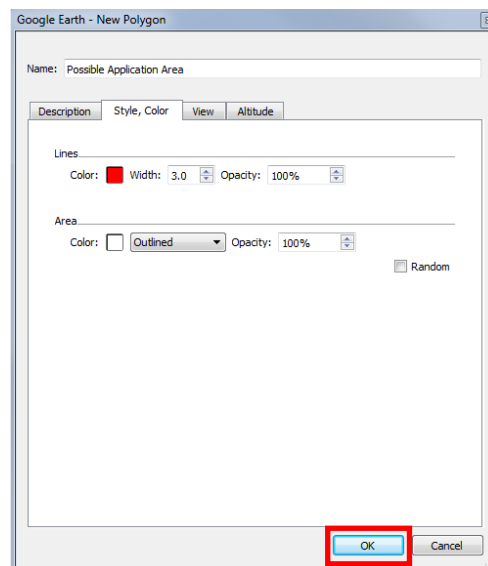 Google Earth - New Polygon
Name: Possible Application Area
Description Style, Color View Altitude
Lines
Color: Width: 3.0 Opacity: 100%
Area
Color: Outlined Opacity: 100%
Random
OK Cancel